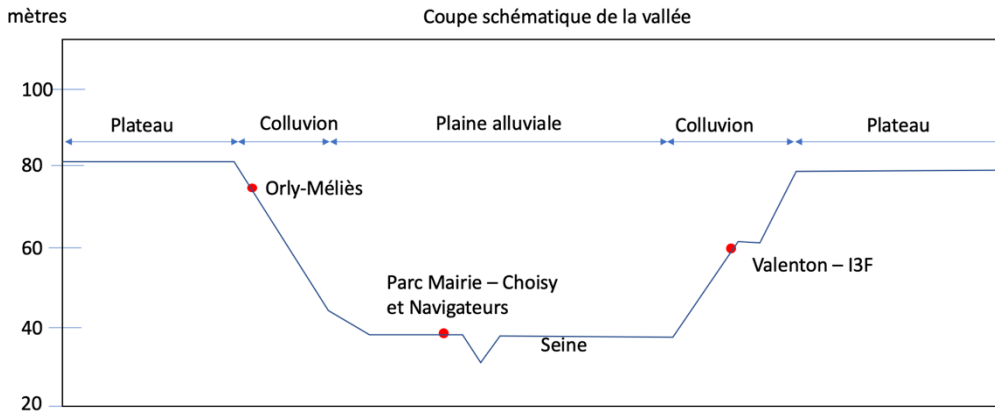 mètres
Coupe schématique de la vallée
100
Plateau
Colluvion
Plaine alluviale
Colluvion
Plateau
80
Orly-Méliès
60
Valenton – I3F
Parc Mairie – Choisy
et Navigateurs
40
Seine
20